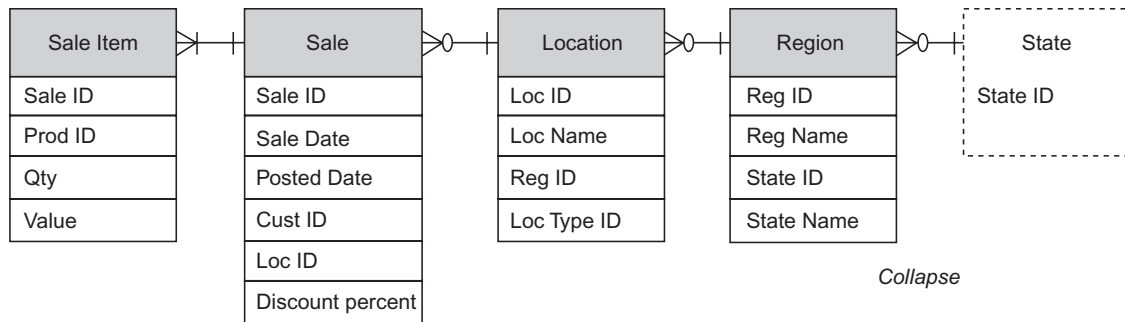 Sale Item
Sale ID
Prod ID
Qty
Value
Sale
Sale ID
Sale Date
Posted Date
Cust ID
Loc ID
Discount percent
Location
Loc ID
Loc Name
Reg ID
Loc Type ID
Region
Reg ID
Reg Name
State ID
State Name
State
State ID
Collapse